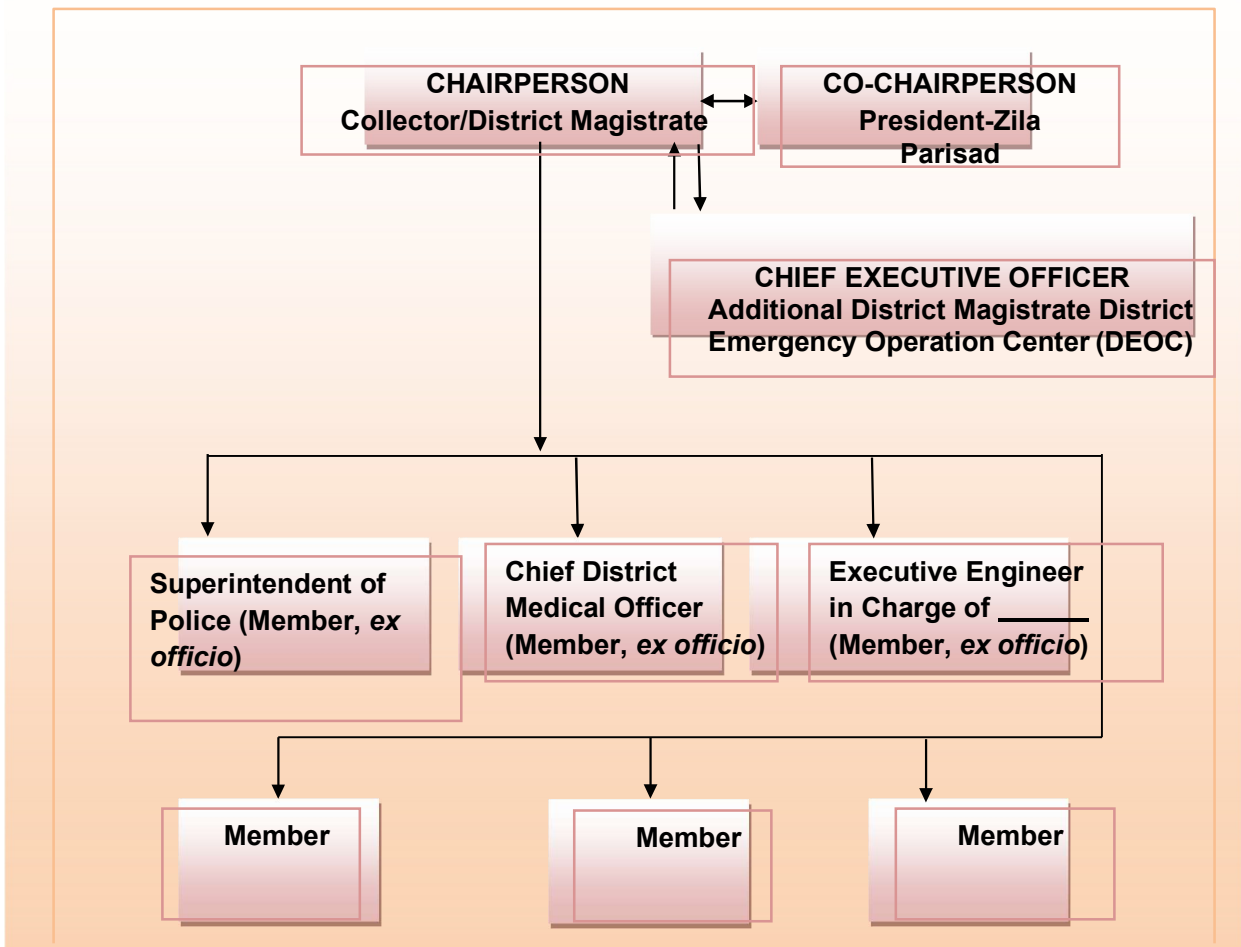 CHAIRPERSON
Collector/District Magistrate
CO-CHAIRPERSON
President-Zila
Parisad
CHIEF EXECUTIVE OFFICER
Additional District Magistrate District
Emergency Operation Center (DEOC)
Superintendent of
Police (Member, ex
officio)
Chief District
Medical Officer
(Member, ex officio)
Executive Engineer
in Charge of ______
(Member, ex officio)
Member
Member
Member